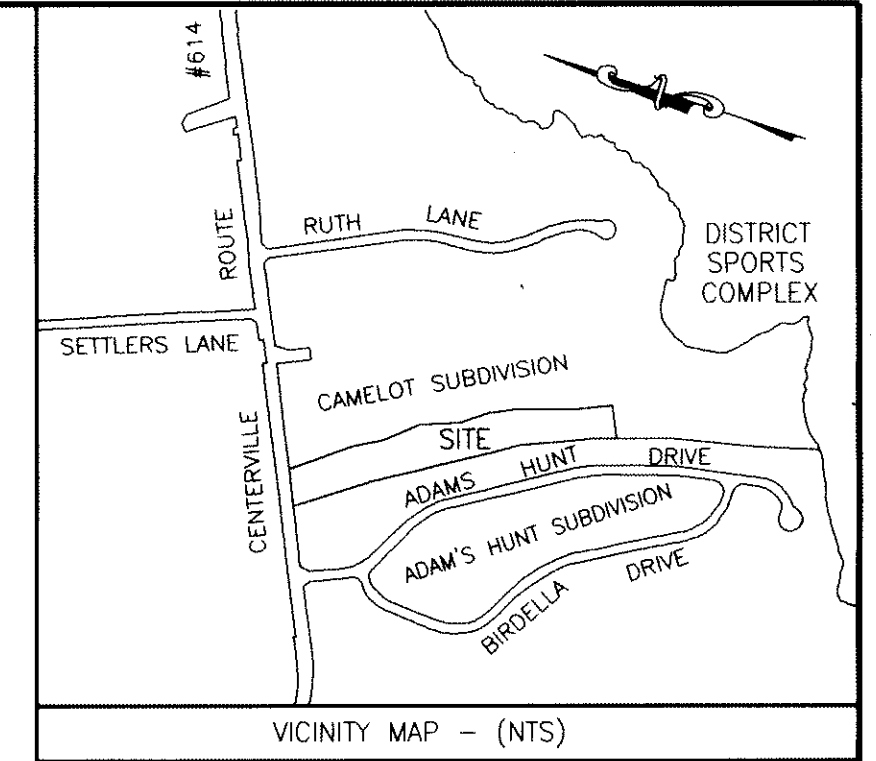 #614
ROUTE
RUTH LANE
DISTRICT
SPORTS
COMPLEX
SETTLERS LANE
CAMELOT SUBDIVISION
SITE
CENTERVILLE
ADAMS HUNT DRIVE
ADAM'S HUNT SUBDIVISION
BIRDELLA DRIVE
VICINITY MAP - (NTS)